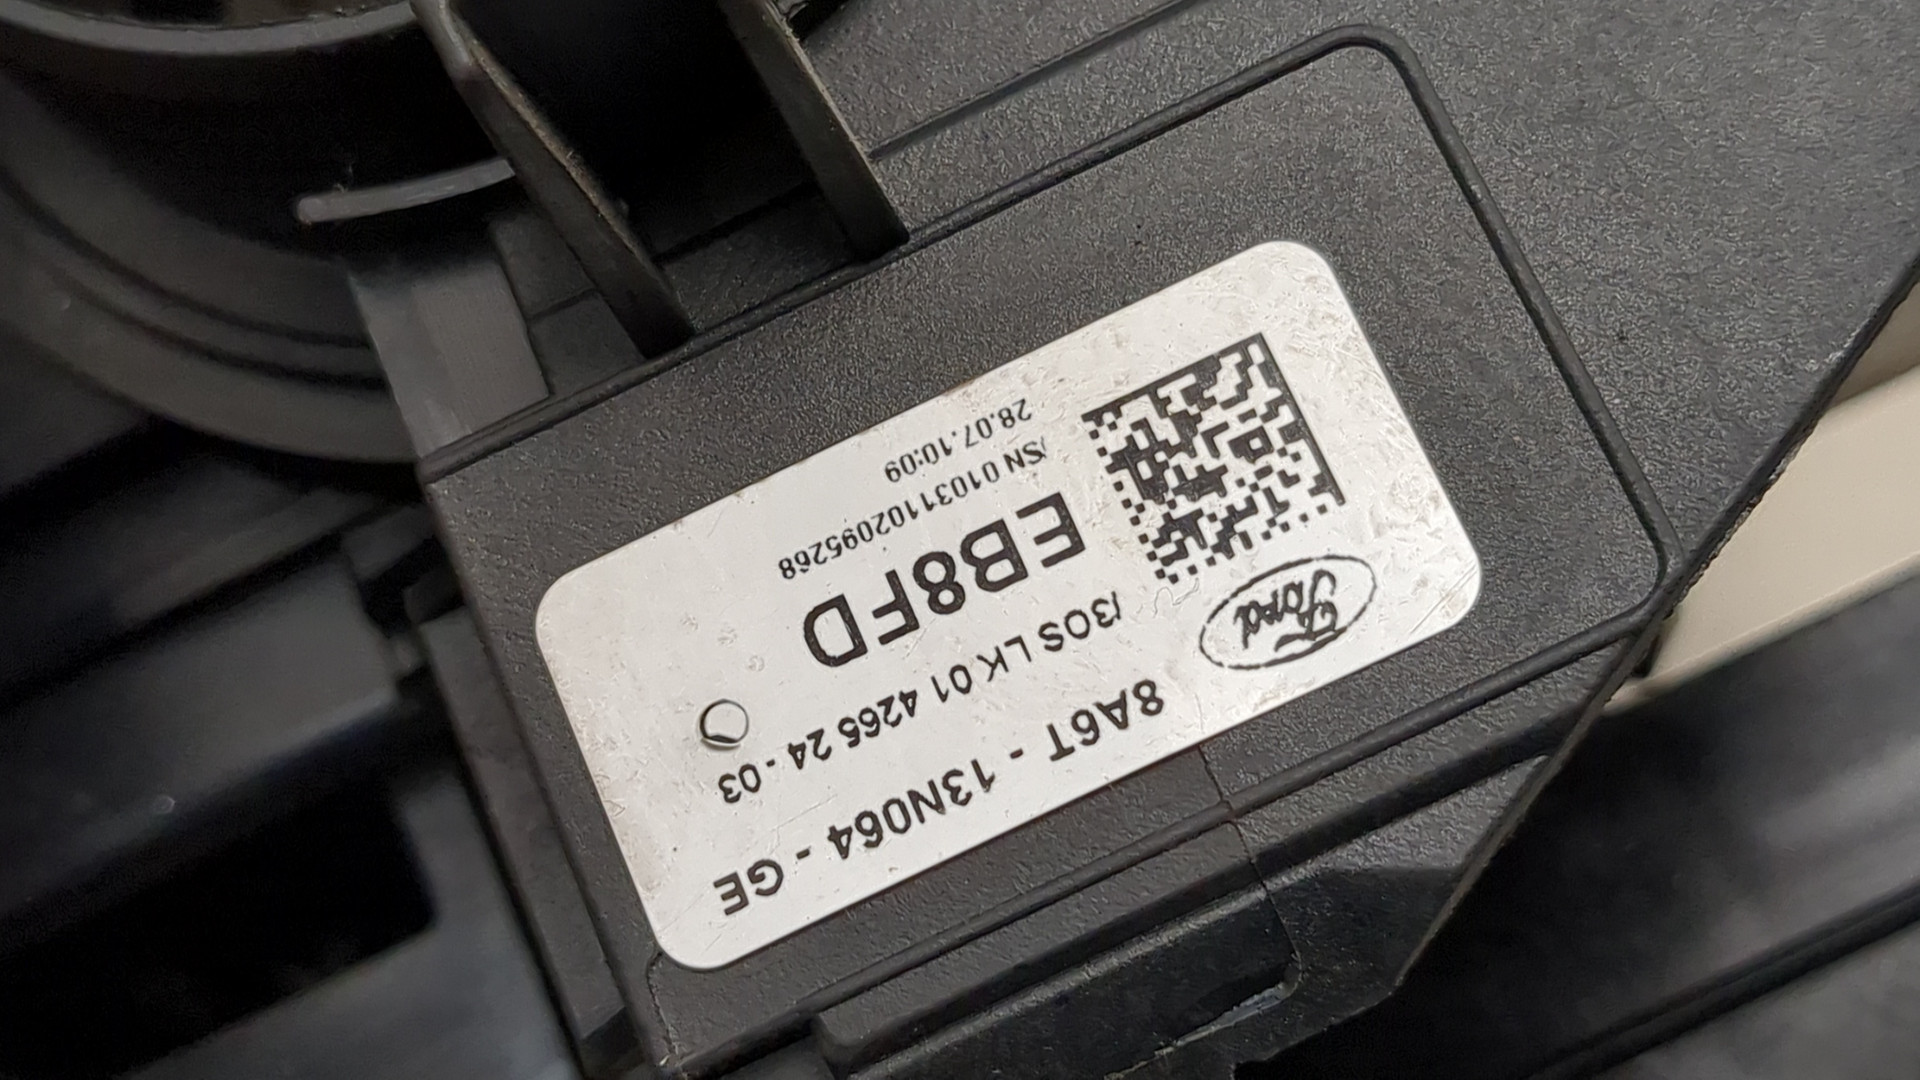 Ford
8A6T - 13N064 - GE
/3OS LK 01 4265 24 - 03
EB8FD
/SN 01031102095268
28.07.10:09